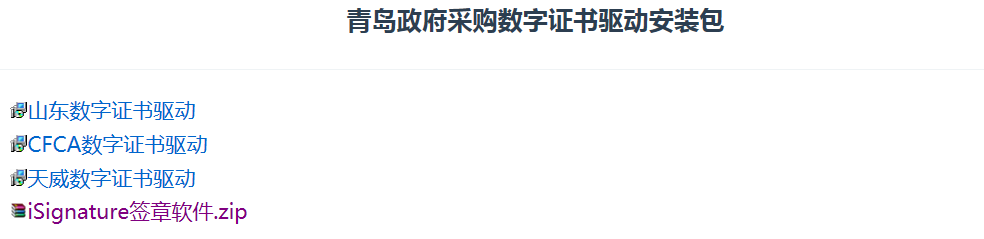 青岛政府采购数字证书驱动安装包
山东数字证书驱动
CFCA数字证书驱动
天威数字证书驱动
iSignature签章软件.zip